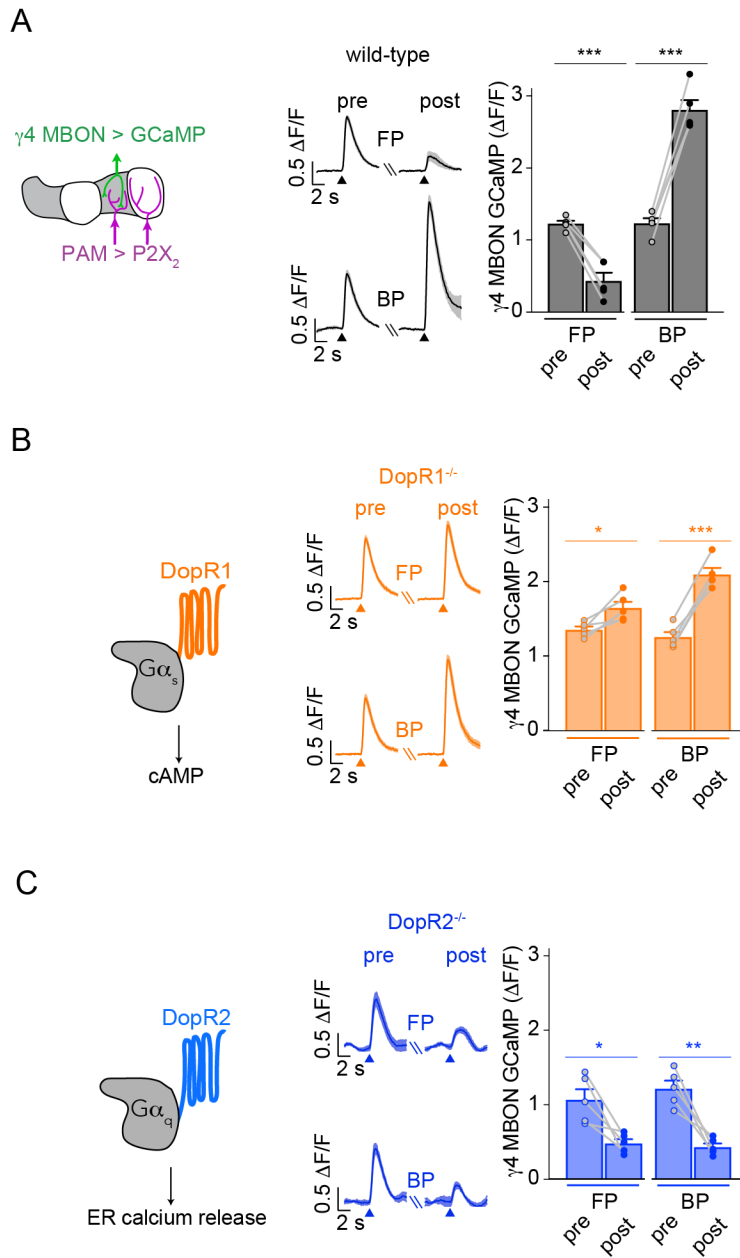 A
γ4 MBON > GCaMP
PAM > P2X₂
wild-type
pre
post
FP
0.5 ΔF/F
2 s
BP
0.5 ΔF/F
2 s
γ4 MBON GCaMP (ΔF/F)
*** ***
3
2
1
0
FP BP
pre post pre post
B
DopR1
Gαₛ
cAMP
DopR1⁻/⁻
pre
post
FP
0.5 ΔF/F
2 s
BP
0.5 ΔF/F
2 s
γ4 MBON GCaMP (ΔF/F)
* ***
3
2
1
0
FP BP
pre post pre post
C
DopR2
Gα_q
ER calcium release
DopR2⁻/⁻
pre
post
FP
0.5 ΔF/F
2 s
BP
0.5 ΔF/F
2 s
γ4 MBON GCaMP (ΔF/F)
* **
3
2
1
0
FP BP
pre post pre post